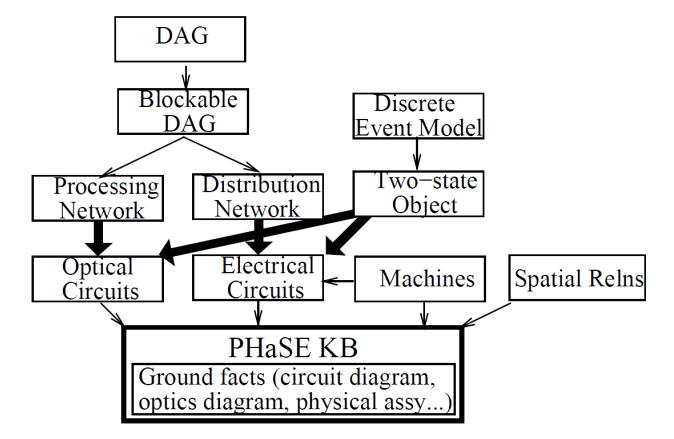 DAG
Blockable
DAG
Discrete
Event Model
Processing
Network
Distribution
Network
Two-state
Object
Optical
Circuits
Electrical
Circuits
Machines
Spatial Relns
PHaSE KB
Ground facts (circuit diagram,
optics diagram, physical assy...)